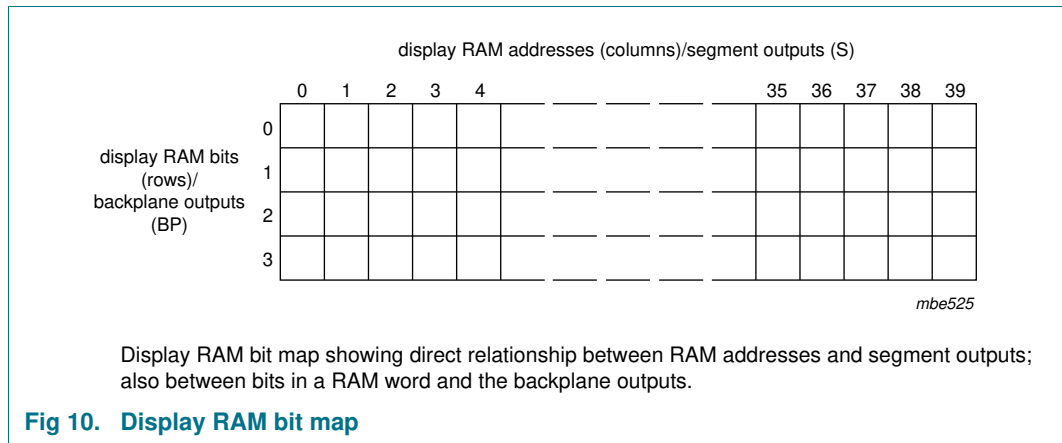 display RAM addresses (columns)/segment outputs (S)
0 1 2 3 4 35 36 37 38 39
0
display RAM bits
(rows)/
backplane outputs
(BP)
1
2
3
mbe525
Display RAM bit map showing direct relationship between RAM addresses and segment outputs;
also between bits in a RAM word and the backplane outputs.
Fig 10. Display RAM bit map